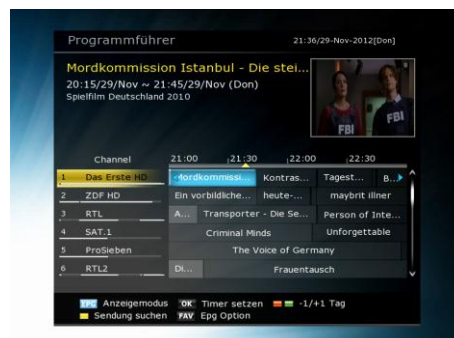 Programmführer 21:36/29-Nov-2012[Don]
Mordkommission Istanbul - Die stei...
20:15/29/Nov ~ 21:45/29/Nov (Don)
Spielfilm Deutschland 2010
FBI FBI
Channel 21:00 21:30 22:00 22:30
1 Das Erste HD Mordkommissi... Kontras... Tagest... B...
2 ZDF HD Ein vorbildliche... heute-... maybrit illner
3 RTL A... Transporter - Die Se... Person of Inte...
4 SAT.1 Criminal Minds Unforgettable
5 ProSieben The Voice of Germany
6 RTL2 Di... Frauentausch
EPG Anzeigemodus OK Timer setzen -1/+1 Tag
Sendung suchen FAV Epg Option